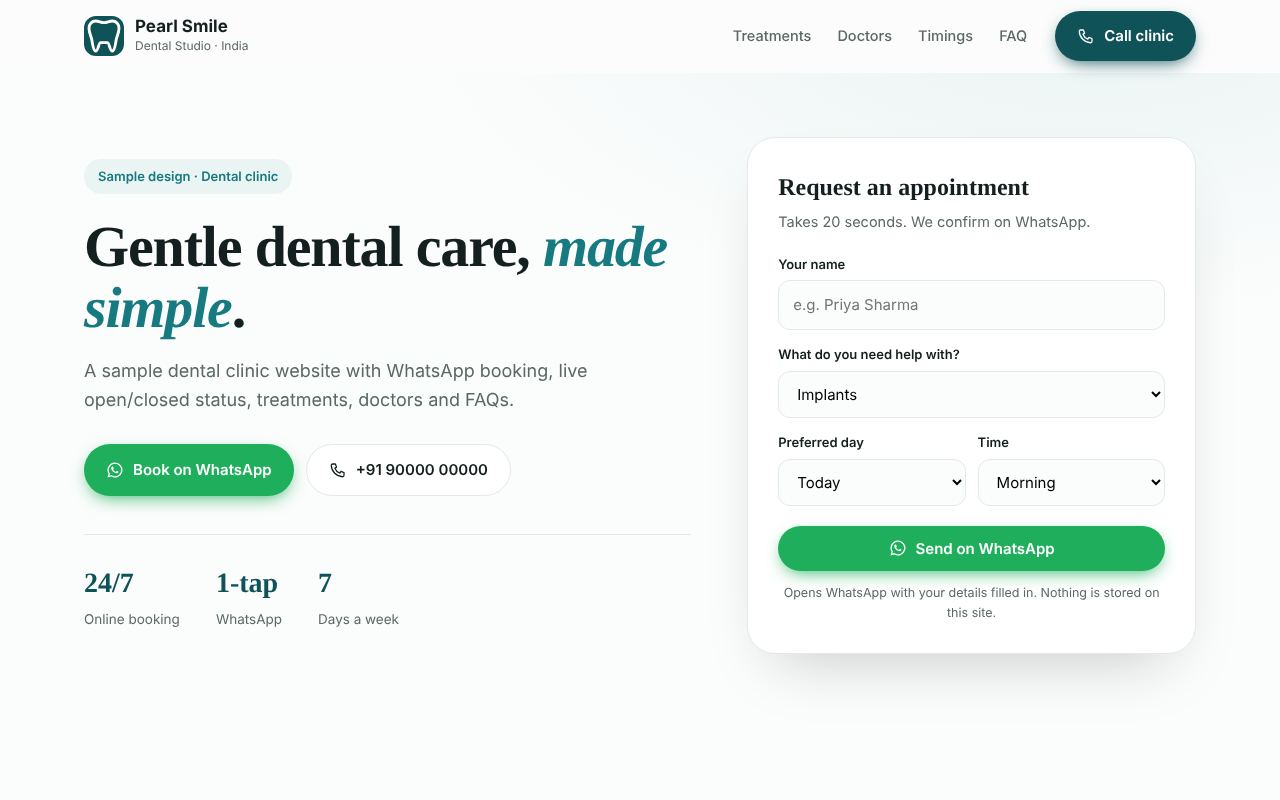 Pearl Smile
Dental Studio · India
Treatments
Doctors
Timings
FAQ
Call clinic
Sample design · Dental clinic
Gentle dental care, made
simple.
A sample dental clinic website with WhatsApp booking, live
open/closed status, treatments, doctors and FAQs.
Book on WhatsApp
+91 90000 00000
24/7
Online booking
1-tap
WhatsApp
7
Days a week
Request an appointment
Takes 20 seconds. We confirm on WhatsApp.
Your name
e.g. Priya Sharma
What do you need help with?
Implants
Preferred day
Time
Today
Morning
Send on WhatsApp
Opens WhatsApp with your details filled in. Nothing is stored on
this site.